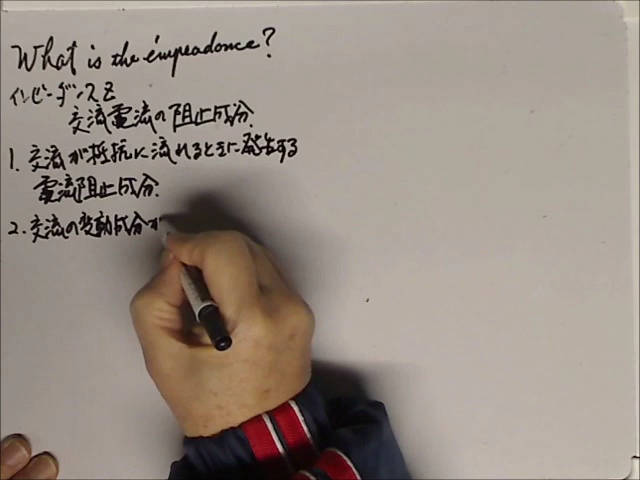 What is the impeadonce?
インピーダンスZ
交流電流の阻止成分
1. 交流が抵抗に流れるときに発生する
電流阻止成分
2. 交流の変動成分が